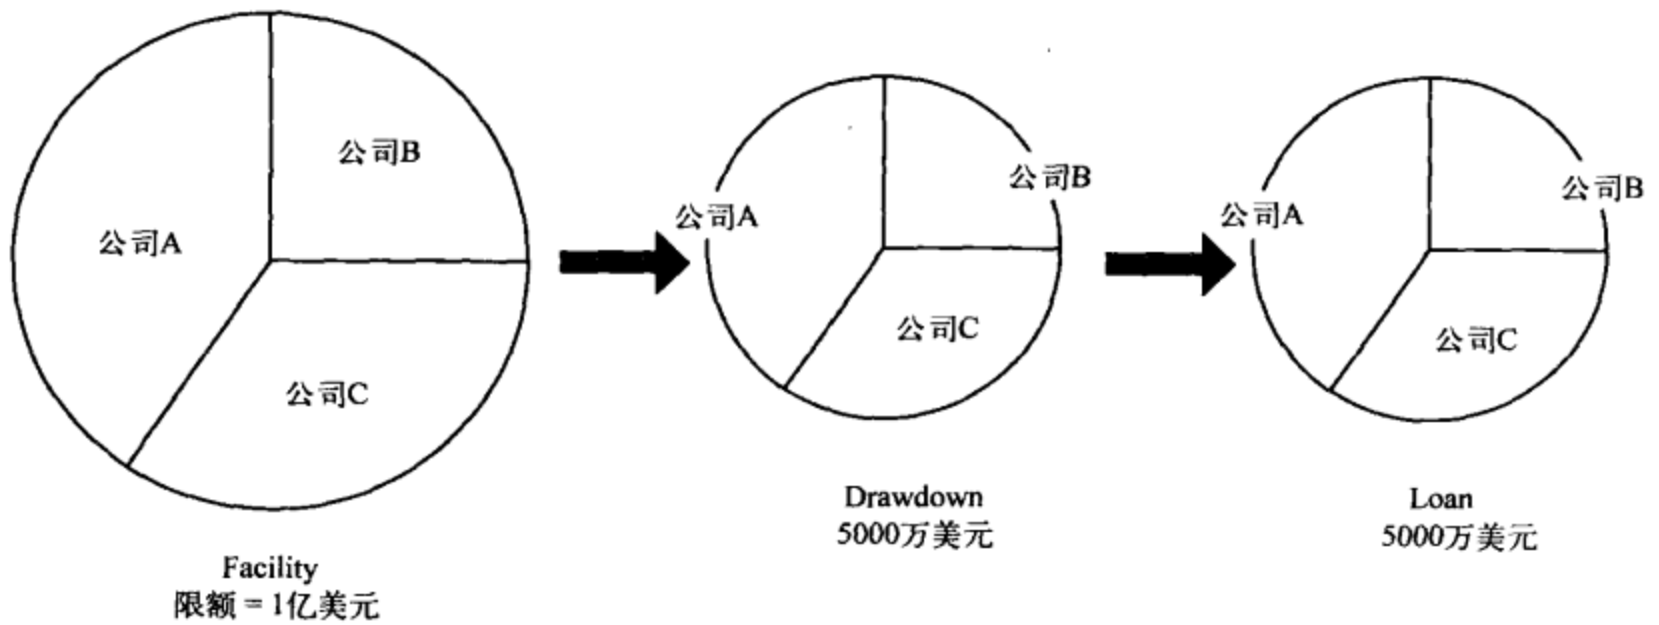 公司A
公司B
公司C
Facility
限额 = 1亿美元
公司A
公司B
公司C
Drawdown
5000万美元
公司A
公司B
公司C
Loan
5000万美元